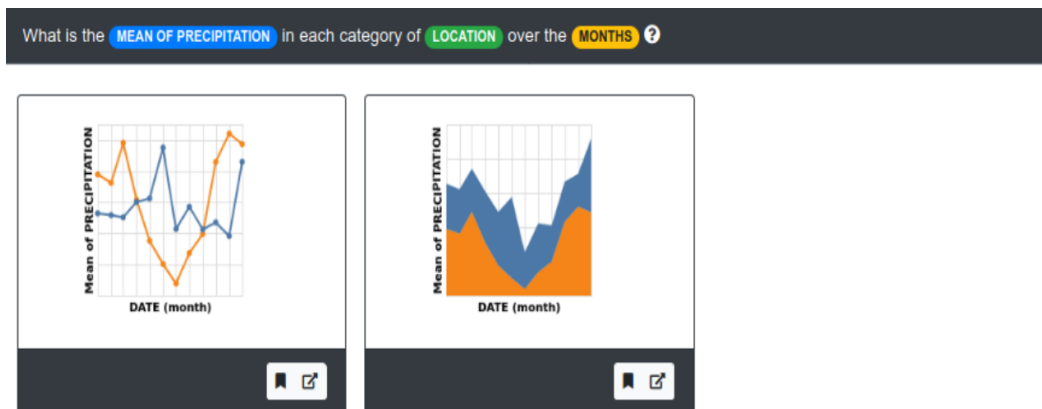 What is the MEAN OF PRECIPITATION in each category of LOCATION over the MONTHS ?
Mean of PRECIPITATION
DATE (month)
Mean of PRECIPITATION
DATE (month)